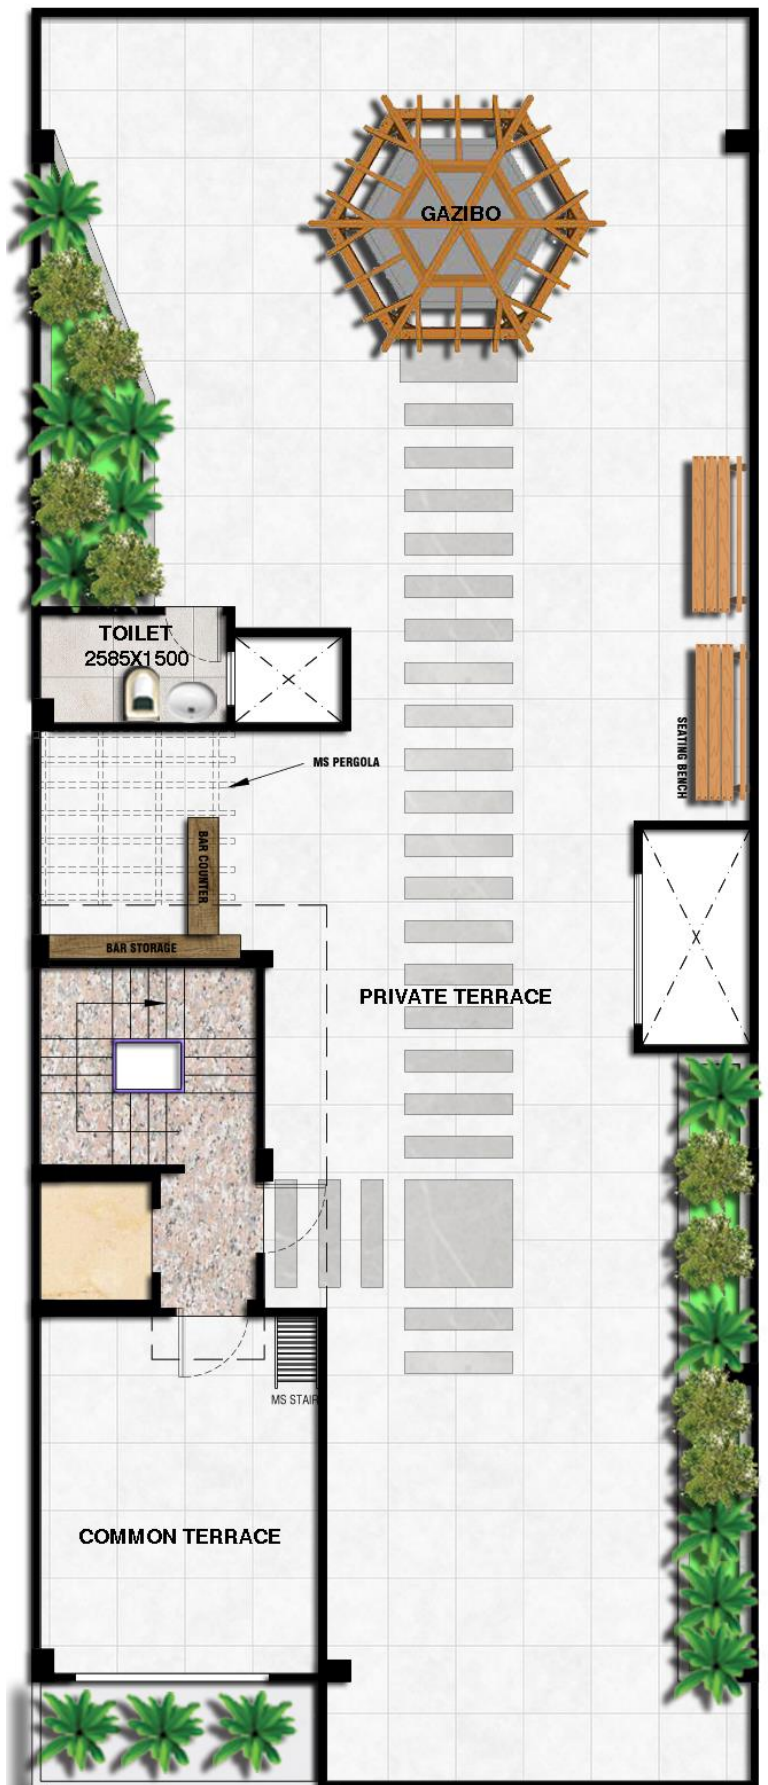 GAZIBO
TOILET
2585X1500
MS PERGOLA
SEATING BENCH
BAR COUNTER
BAR STORAGE
PRIVATE TERRACE
MS STAIR
COMMON TERRACE